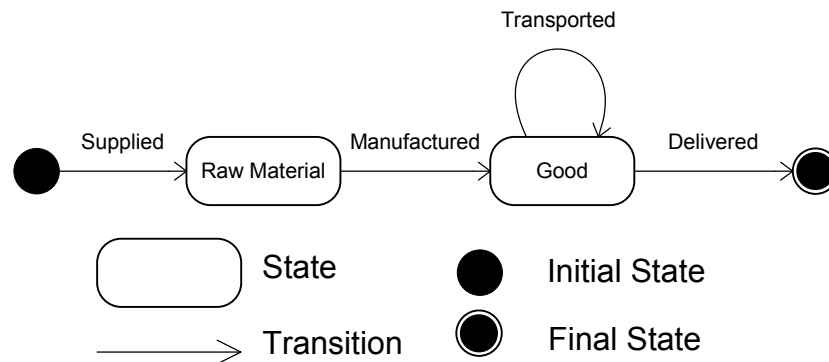 Transported
Supplied
Manufactured
Delivered
Raw Material
Good
State
Initial State
Transition
Final State